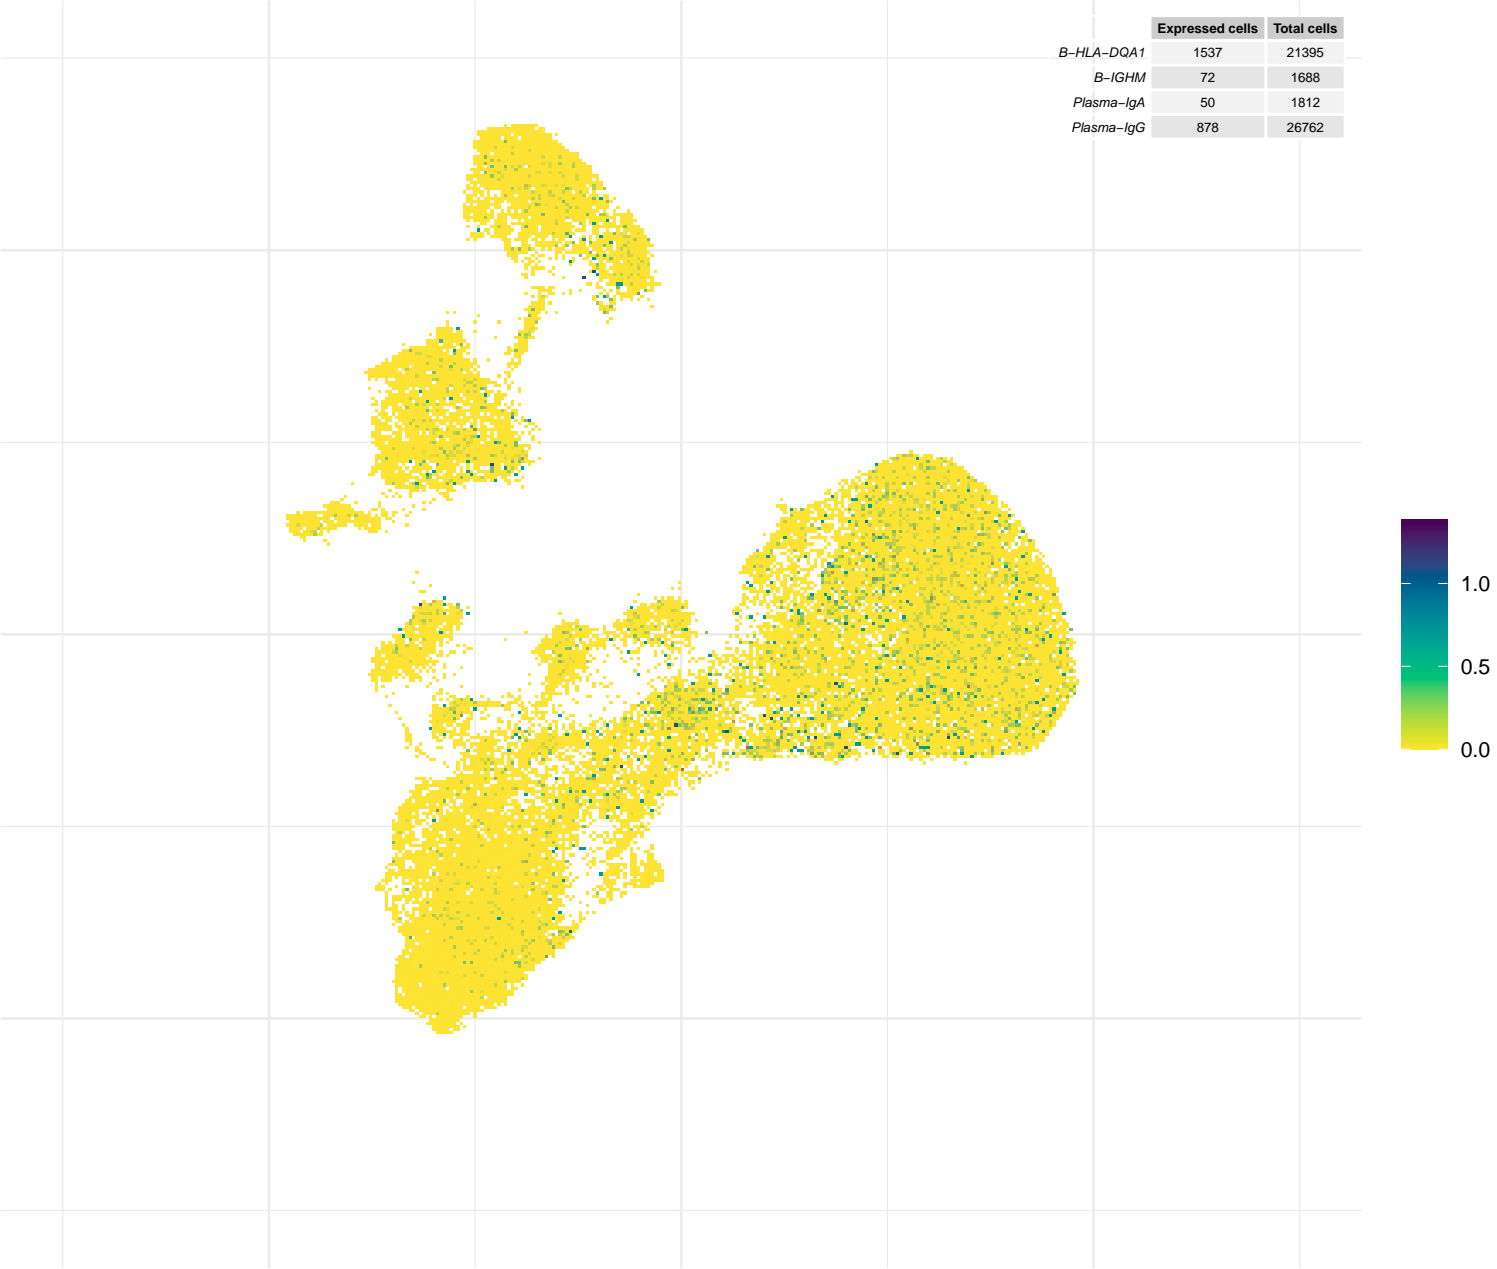 Expressed cells Total cells
B−HLA−DQA1 1537 21395
B−IGHM 72 1688
Plasma−IgA 50 1812
Plasma−IgG 878 26762
1.0
0.5
0.0